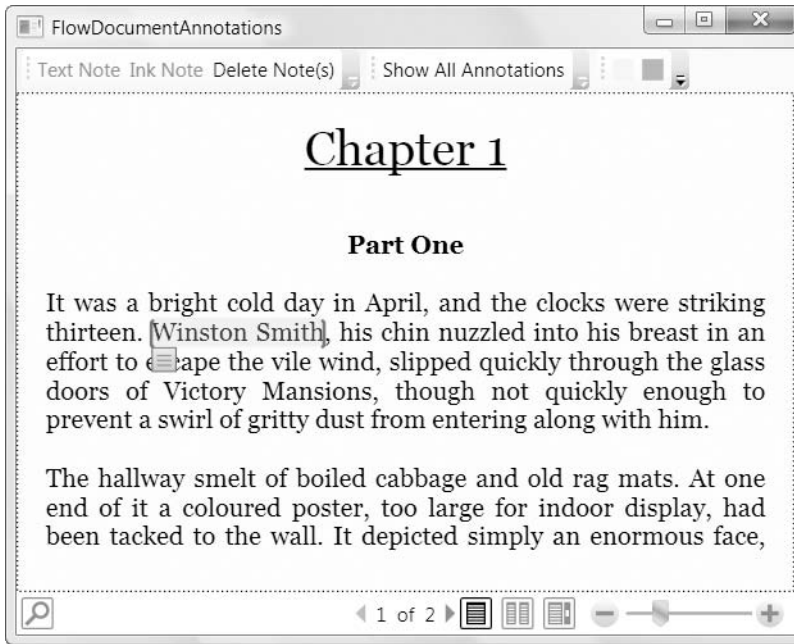 FlowDocumentAnnotations
Text Note Ink Note Delete Note(s) Show All Annotations
Chapter 1
Part One
It was a bright cold day in April, and the clocks were striking
thirteen. Winston Smith, his chin nuzzled into his breast in an
effort to escape the vile wind, slipped quickly through the glass
doors of Victory Mansions, though not quickly enough to
prevent a swirl of gritty dust from entering along with him.
The hallway smelt of boiled cabbage and old rag mats. At one
end of it a coloured poster, too large for indoor display, had
been tacked to the wall. It depicted simply an enormous face,
1 of 2